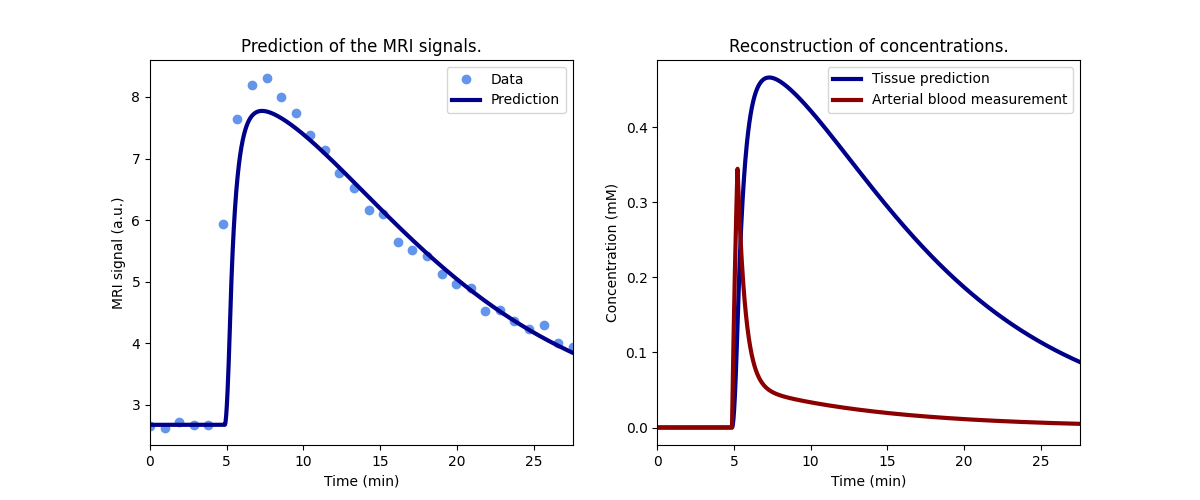 Prediction of the MRI signals.
Data
Prediction
8
7
6
5
4
3
MRI signal (a.u.)
0
5
10
15
20
25
Time (min)
Reconstruction of concentrations.
Tissue prediction
Arterial blood measurement
0.4
0.3
0.2
0.1
0.0
Concentration (mM)
0
5
10
15
20
25
Time (min)